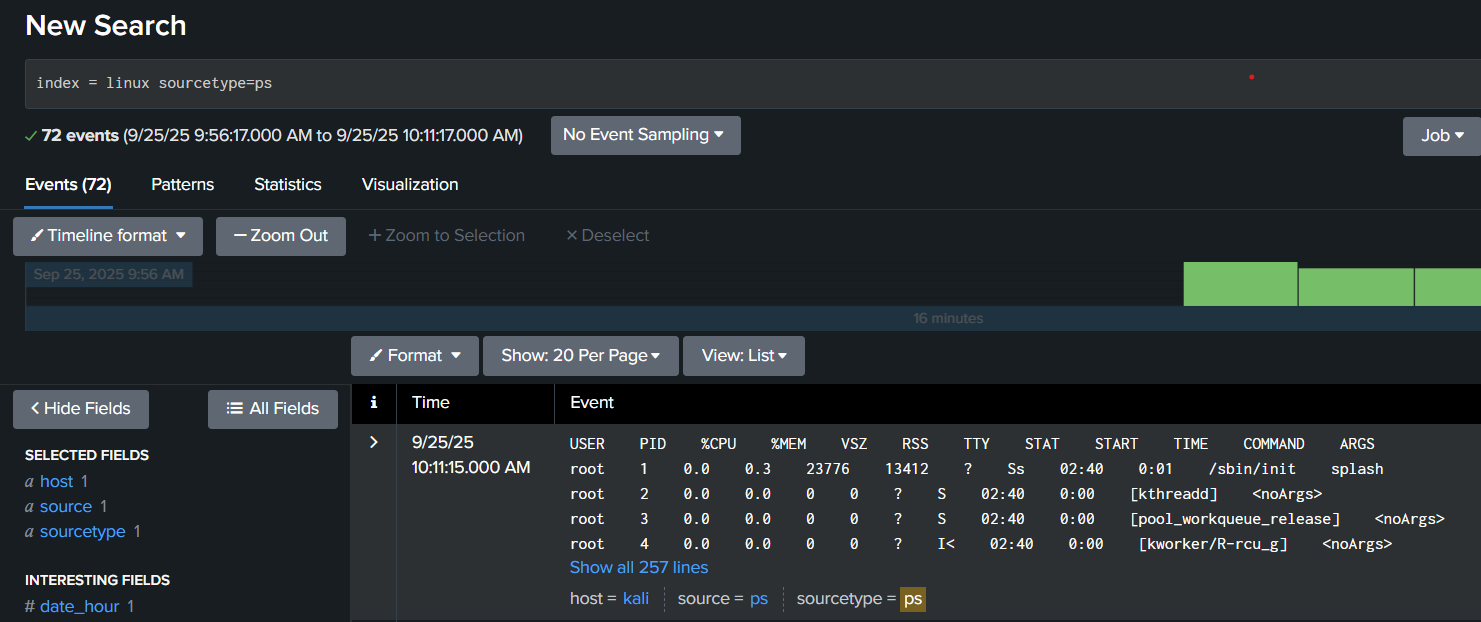 New Search
index = linux sourcetype=ps
72 events (9/25/25 9:56:17.000 AM to 9/25/25 10:11:17.000 AM) No Event Sampling Job
Events (72) Patterns Statistics Visualization
Timeline format — Zoom Out + Zoom to Selection × Deselect
Sep 25, 2025 9:56 AM
16 minutes
Format Show: 20 Per Page View: List
< Hide Fields All Fields i Time Event
SELECTED FIELDS
a host 1
a source 1
a sourcetype 1
INTERESTING FIELDS
# date_hour 1
> 9/25/25
10:11:15.000 AM
USER PID %CPU %MEM VSZ RSS TTY STAT START TIME COMMAND ARGS
root 1 0.0 0.3 23776 13412 ? Ss 02:40 0:01 /sbin/init splash
root 2 0.0 0.0 0 0 ? S 02:40 0:00 [kthreadd] <noArgs>
root 3 0.0 0.0 0 0 ? S 02:40 0:00 [pool_workqueue_release] <noArgs>
root 4 0.0 0.0 0 0 ? I< 02:40 0:00 [kworker/R-rcu_g] <noArgs>
Show all 257 lines
host = kali source = ps sourcetype = ps